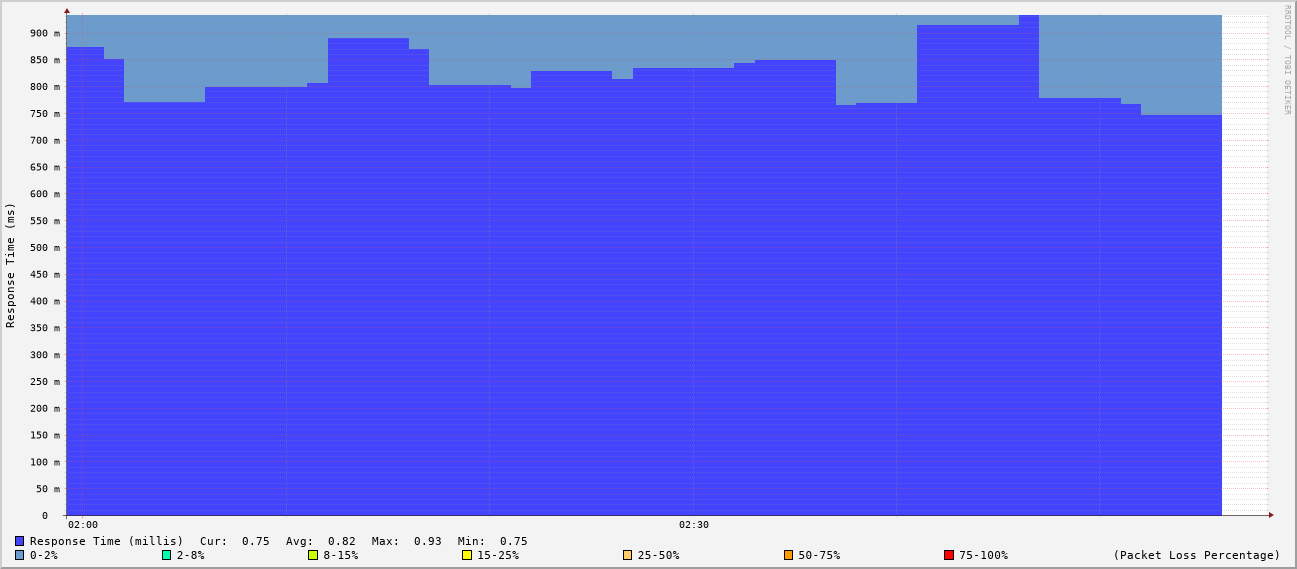 RRDTOOL / TOBI OETIKER
Response Time (ms)
900 m
850 m
800 m
750 m
700 m
650 m
600 m
550 m
500 m
450 m
400 m
350 m
300 m
250 m
200 m
150 m
100 m
50 m
0
02:00 02:30
Response Time (millis) Cur: 0.75 Avg: 0.82 Max: 0.93 Min: 0.75
0-2% 2-8% 8-15% 15-25% 25-50% 50-75% 75-100% (Packet Loss Percentage)